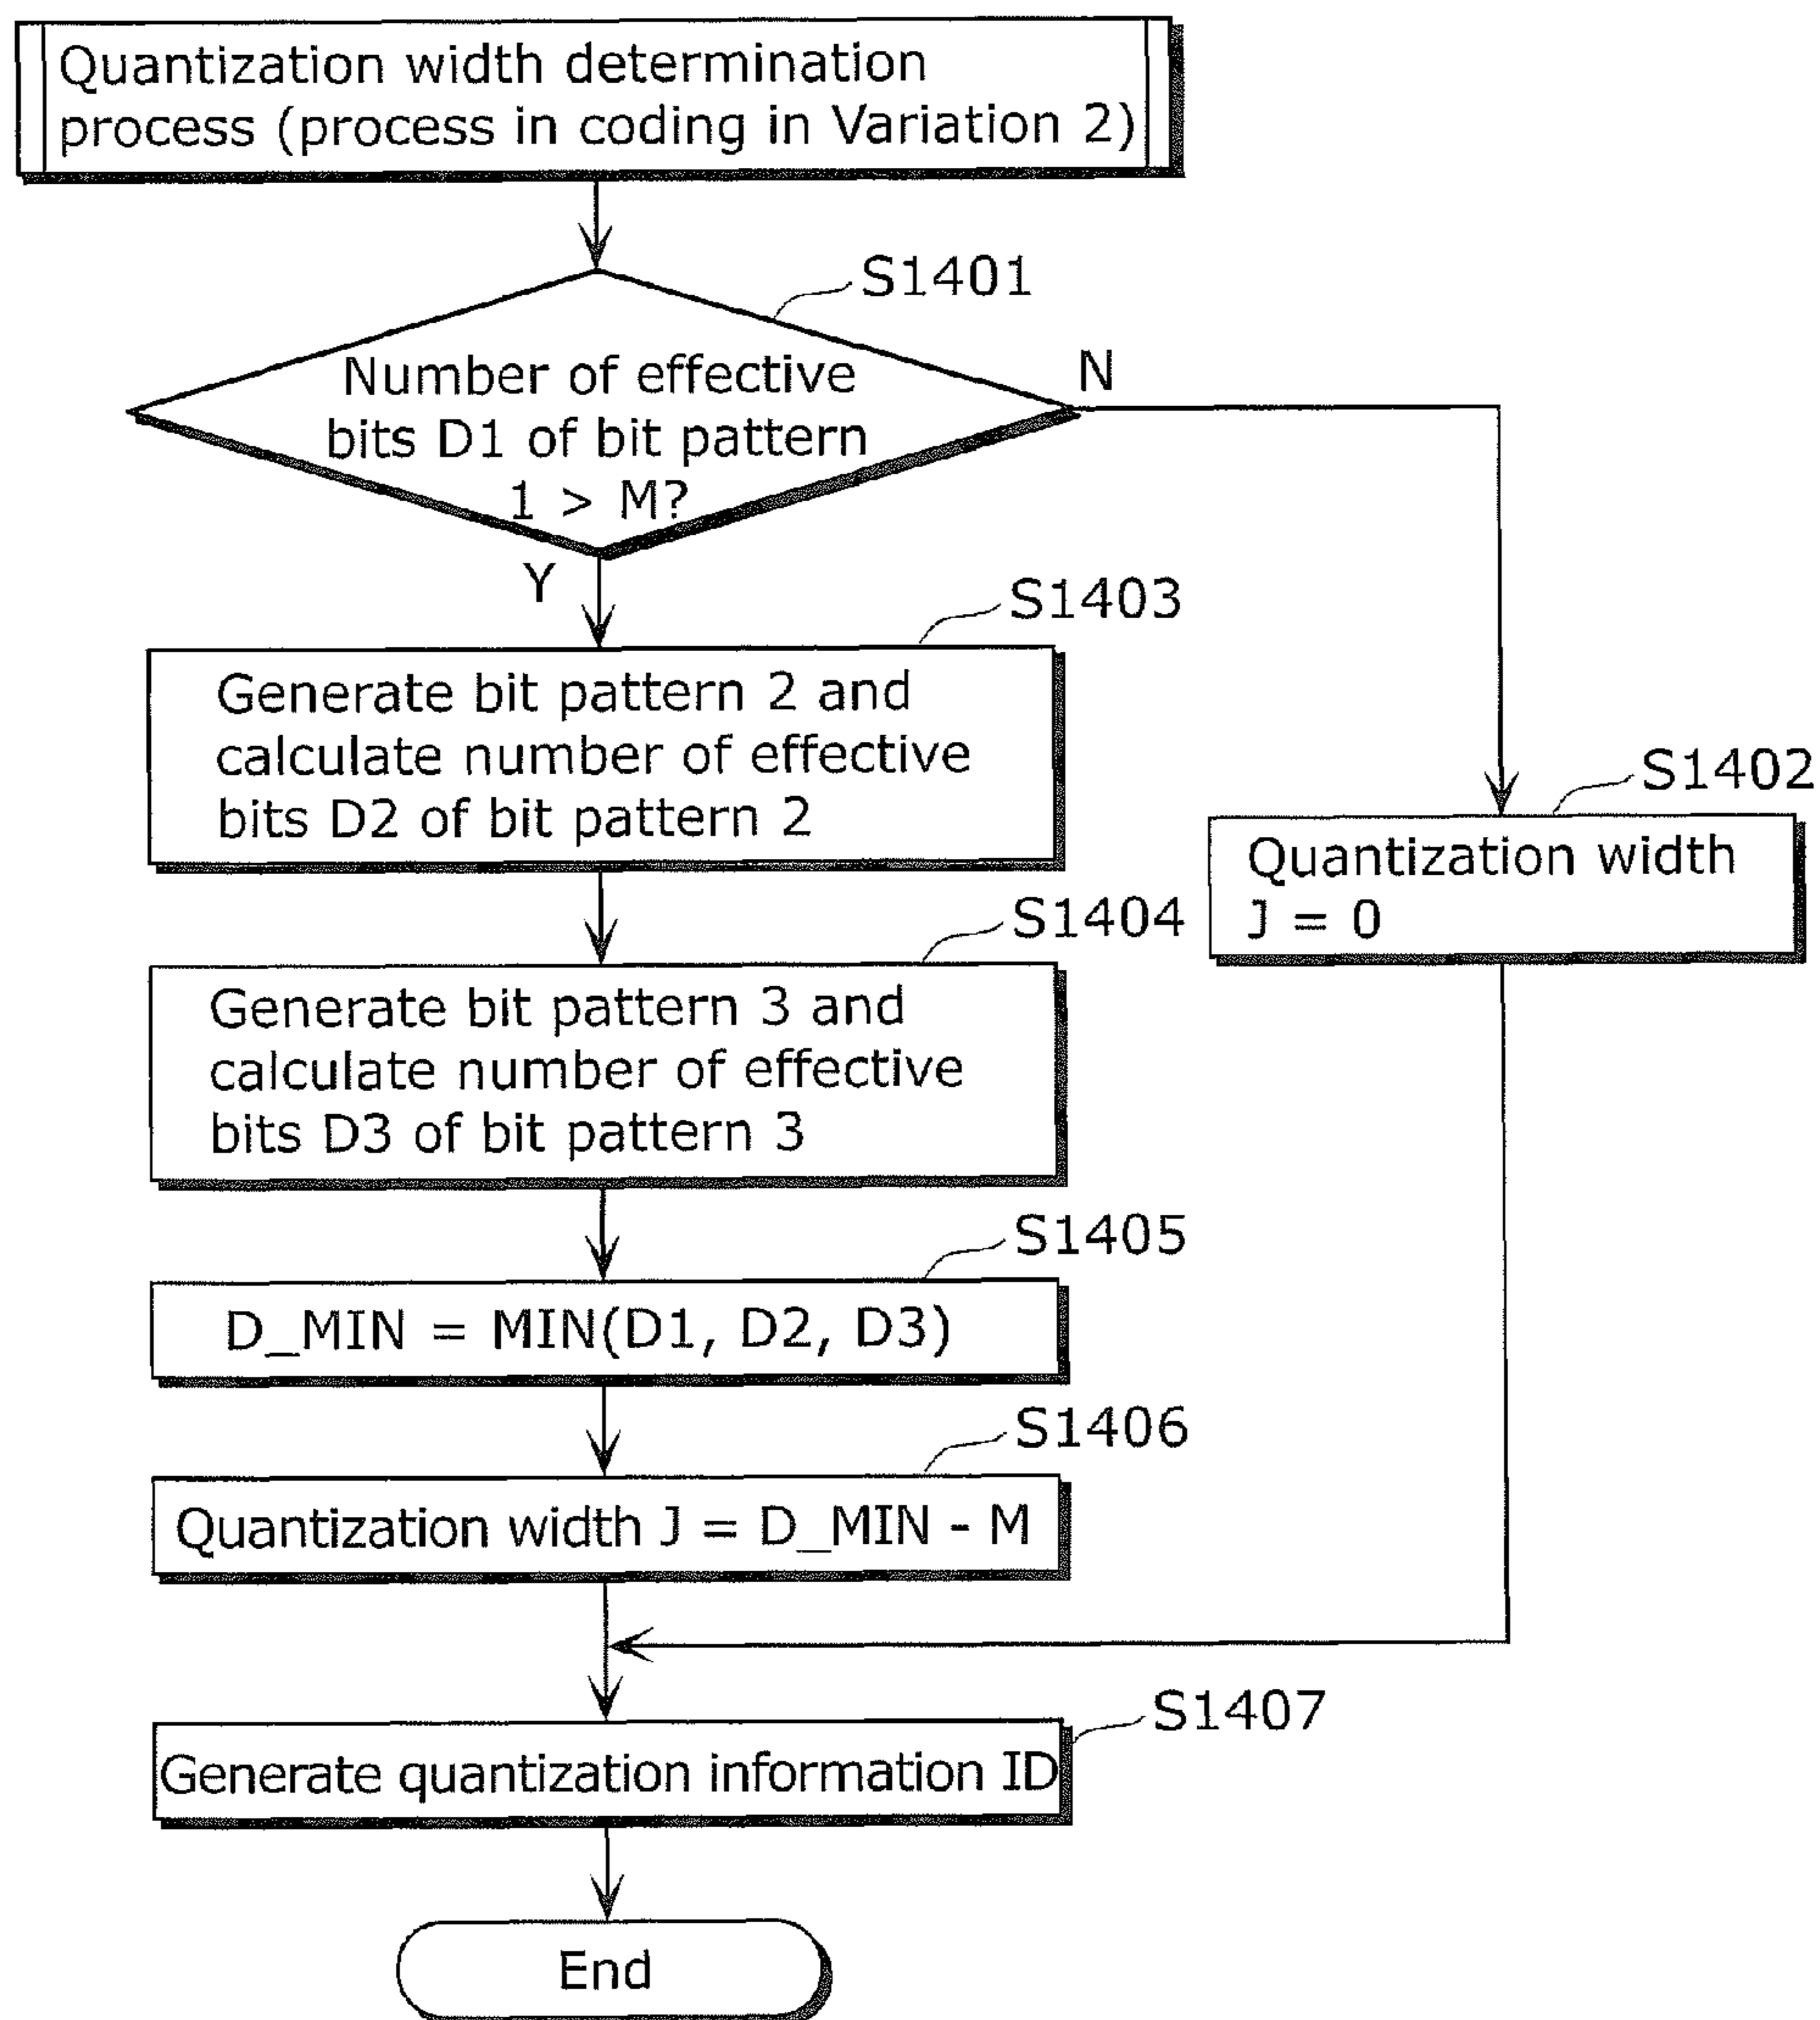 Quantization width determination
process (process in coding in Variation 2)
S1401
Number of effective
bits D1 of bit pattern
1 > M?
N
Y
S1403
Generate bit pattern 2 and
calculate number of effective
bits D2 of bit pattern 2
S1402
Quantization width
J = 0
S1404
Generate bit pattern 3 and
calculate number of effective
bits D3 of bit pattern 3
S1405
D_MIN = MIN(D1, D2, D3)
S1406
Quantization width J = D_MIN - M
S1407
Generate quantization information ID
End